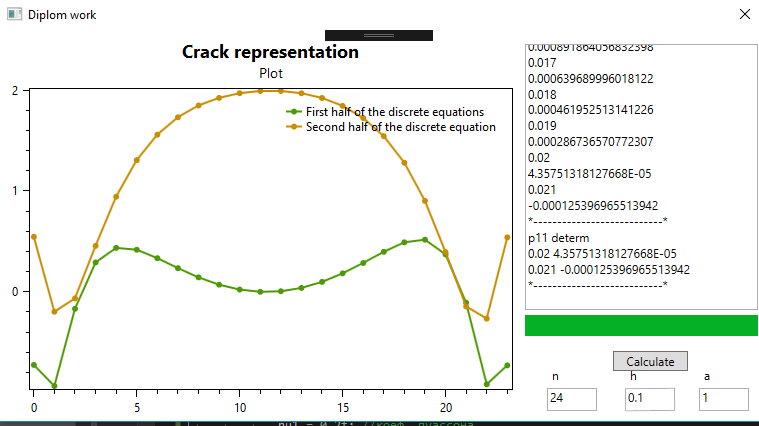 Diplom work
Crack representation
Plot
2
1
0
0
5
10
15
20
First half of the discrete equations
Second half of the discrete equation
0.000891864056832398
0.017
0.000639689996018122
0.018
0.000461952513141226
0.019
0.000286736570772307
0.02
4.35751318127668E-05
0.021
-0.000125396965513942
*---------------------------*
p11 determ
0.02 4.35751318127668E-05
0.021 -0.000125396965513942
*---------------------------*
Calculate
n h a
24 0.1 1